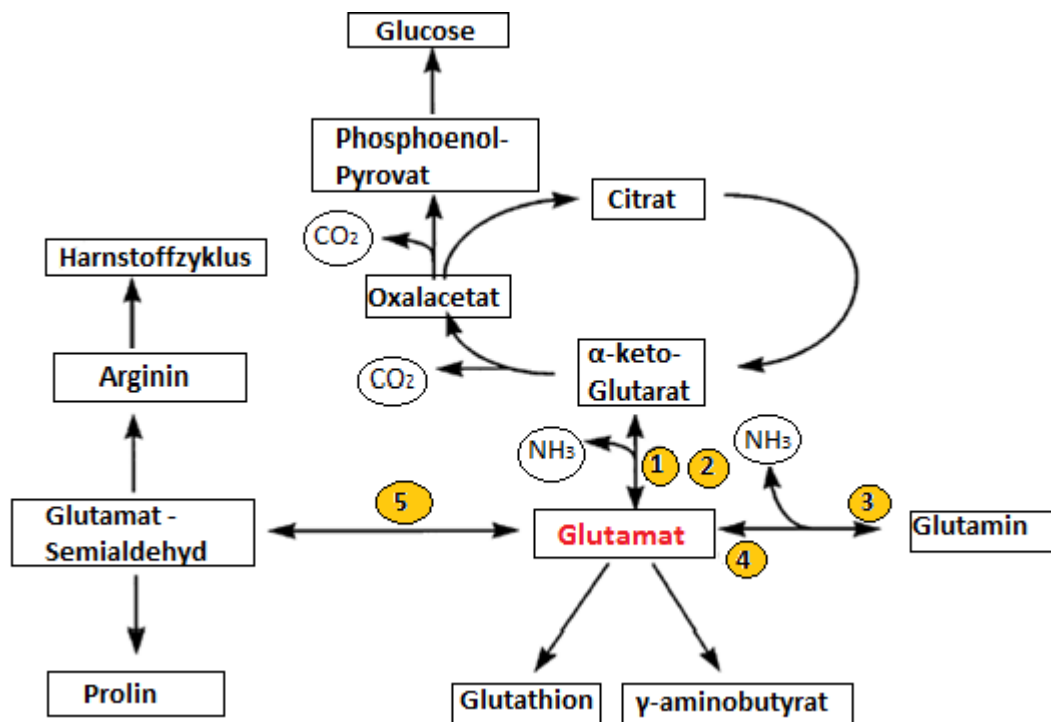 Glucose
Phosphoenol-
Pyrovat
Citrat
CO2
Harnstoffzyklus
Oxalacetat
α-keto-
Glutarat
CO2
Arginin
NH3
1
2
NH3
5
3
Glutamat -
Semialdehyd
Glutamat
Glutamin
4
Prolin
Glutathion
γ-aminobutyrat